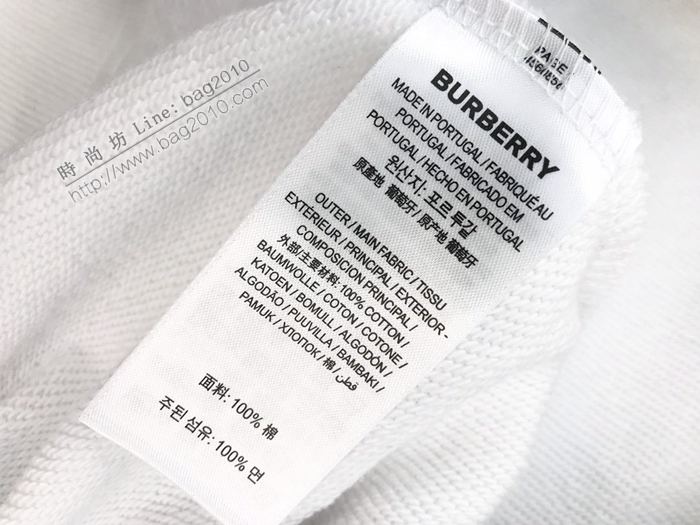 PAGE
BURBERRY
MADE IN PORTUGAL / FABRIQUÉ AU
PORTUGAL / FABRICADO EM
PORTUGAL / HECHO EN PORTUGAL
원산지: 포르투갈
原產地 葡萄牙 / 原产地 葡萄牙
OUTER / MAIN FABRIC / TISSU
EXTÉRIEUR / PRINCIPAL / EXTERIOR -
COMPOSICION PRINCIPAL /
外部/主要材料: 100% COTTON /
BAUMWOLLE / COTON / COTONE /
KATOEN / BOMULL / ALGODÓN /
ALGODÃO / PUUVILLA / BAMBAKI /
PAMUK / ХЛОПОК / 棉 / قطن
面料: 100% 棉
주된 섬유: 100% 면
時尚坊 Line: bag2010
http://www.bag2010.com